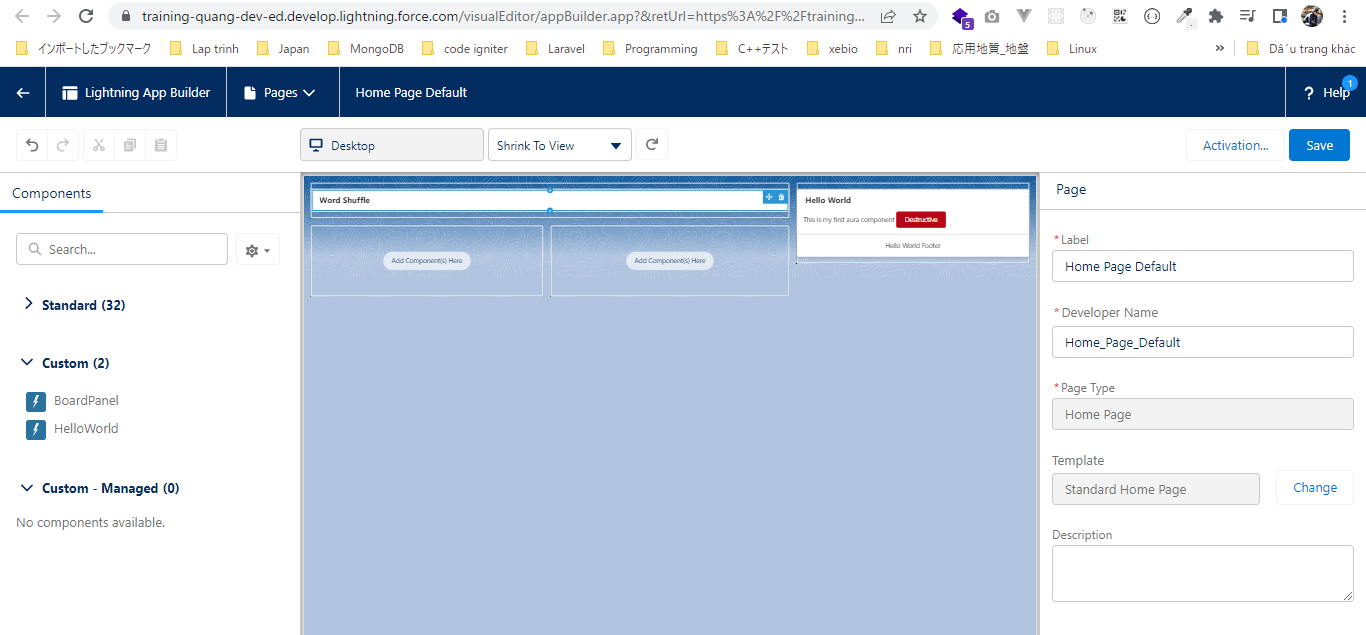 training-quang-dev-ed.develop.lightning.force.com/visualEditor/appBuilder.app?&retUrl=https%3A%2F%2Ftraining...
5
インポートしたブックマーク Lap trinh Japan MongoDB code igniter Laravel Programming C++テスト xebio nri 応用地質_地盤 Linux » Dấu trang khác
Lightning App Builder Pages Home Page Default ? Help 1
Desktop Shrink To View Activation... Save
Components
Search...
Standard (32)
Custom (2)
BoardPanel
HelloWorld
Custom - Managed (0)
No components available.
Word Shuffle
Add Component(s) Here Add Component(s) Here
Hello World
This is my first aura component Destructive
Hello World Footer
Page
*Label
Home Page Default
*Developer Name
Home_Page_Default
*Page Type
Home Page
Template
Standard Home Page Change
Description